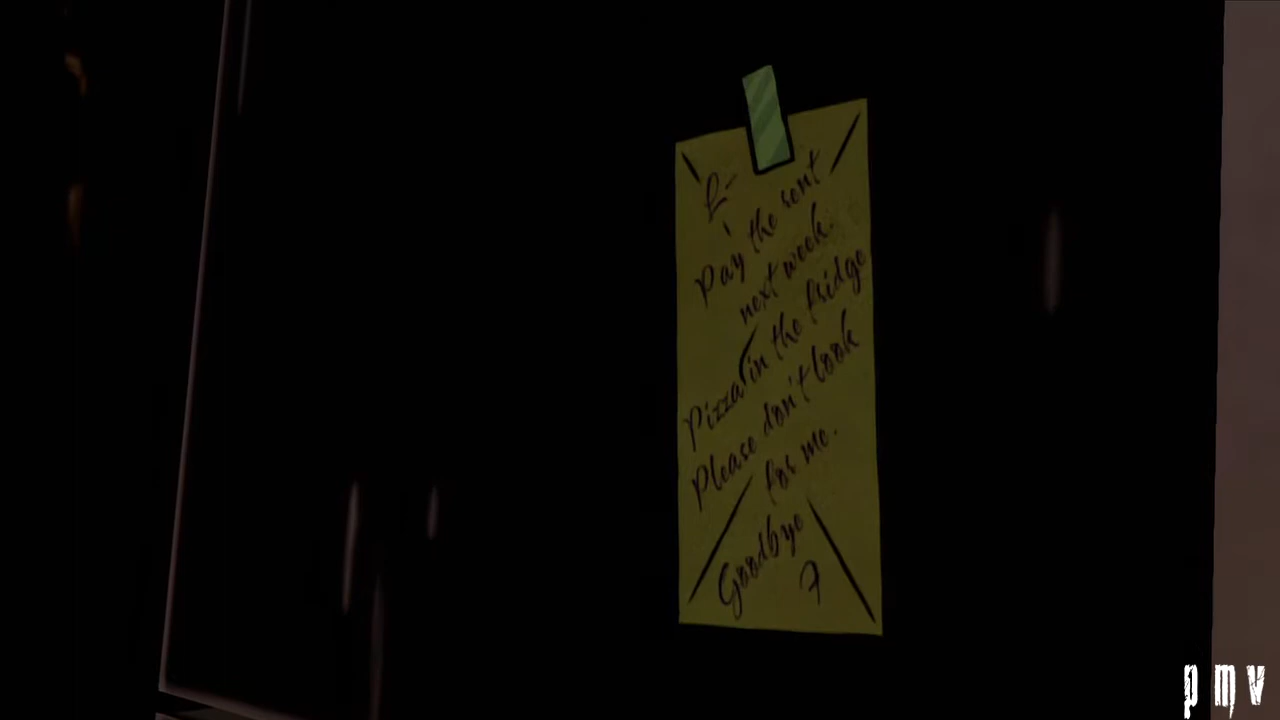 E-
Pay the rent
next week.
Pizza in the fridge
Please don't look
for me.
Goodbye
F
pmv